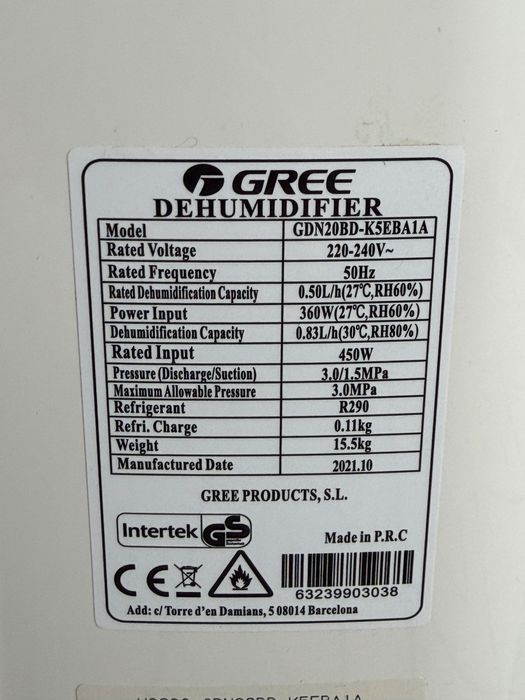 GREE
DEHUMIDIFIER
Model GDN20BD-K5EBA1A
Rated Voltage 220-240V~
Rated Frequency 50Hz
Rated Dehumidification Capacity 0.50L/h(27℃,RH60%)
Power Input 360W(27℃,RH60%)
Dehumidification Capacity 0.83L/h(30℃,RH80%)
Rated Input 450W
Pressure (Discharge/Suction) 3.0/1.5MPa
Maximum Allowable Pressure 3.0MPa
Refrigerant R290
Refri. Charge 0.11kg
Weight 15.5kg
Manufactured Date 2021.10
GREE PRODUCTS, S.L.
Intertek GS
Made in P.R.C
CE
63239903038
Add: c/ Torre d'en Damians, 5 08014 Barcelona